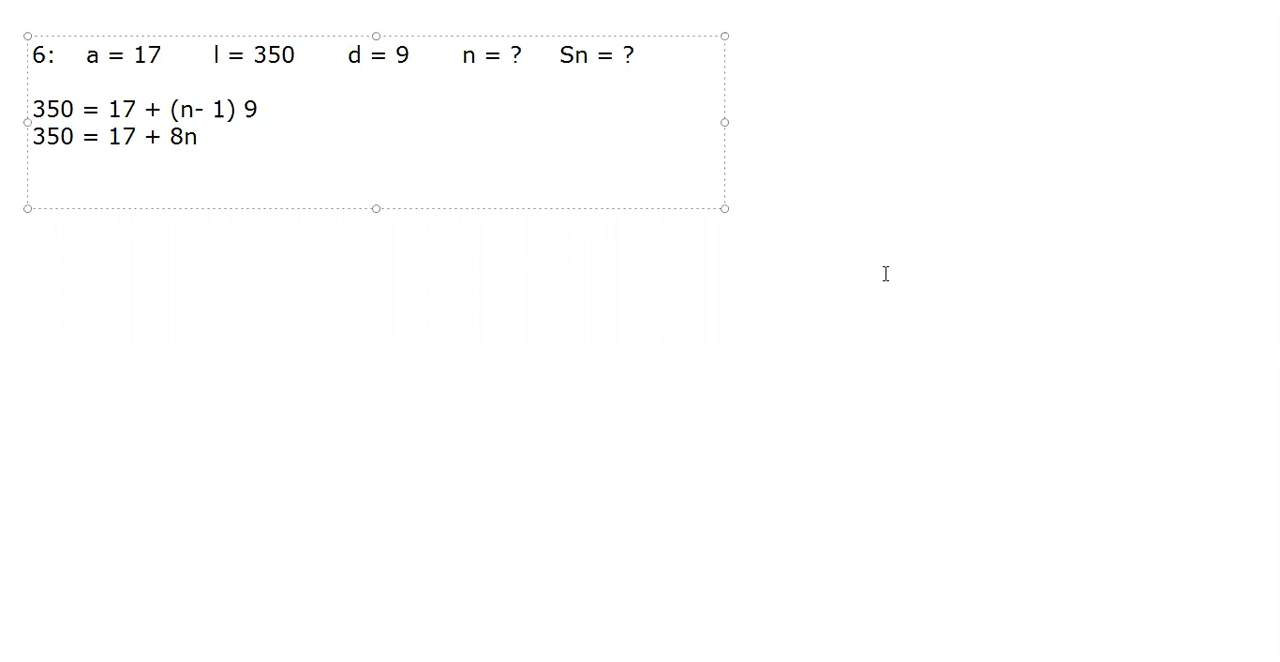 6: a = 17 l = 350 d = 9 n = ? Sn = ?
350 = 17 + (n- 1) 9
350 = 17 + 8n